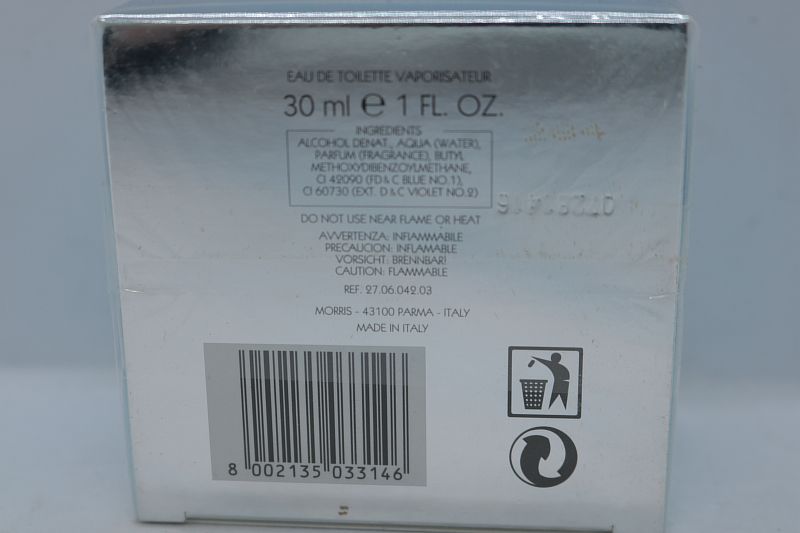 EAU DE TOILETTE VAPORISATEUR
30 ml ℮ 1 FL. OZ.
INGREDIENTS
ALCOHOL DENAT., AQUA (WATER),
PARFUM (FRAGRANCE), BUTYL
METHOXYDIBENZOYLMETHANE,
CI 42090 (FD & C BLUE NO.1),
CI 60730 (EXT. D & C VIOLET NO.2)
DO NOT USE NEAR FLAME OR HEAT
AVVERTENZA: INFIAMMABILE
PRECAUCION: INFLAMABLE
VORSICHT: BRENNBAR!
CAUTION: FLAMMABLE
REF. 27.06.042.03
MORRIS - 43100 PARMA - ITALY
MADE IN ITALY
8 002135 033146